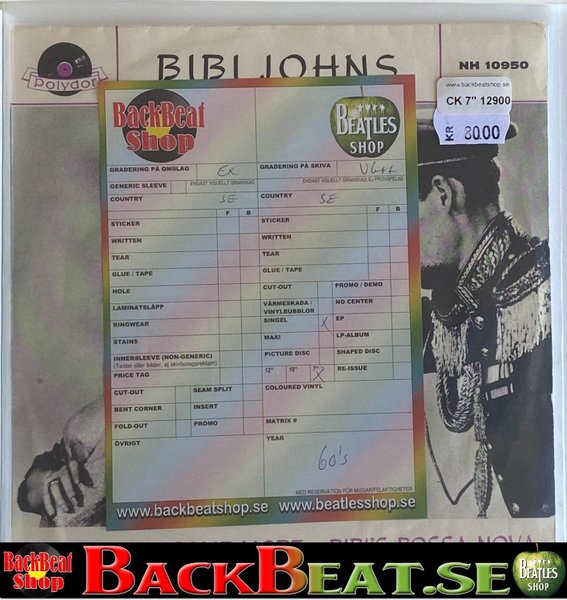 polydor
BIBI JOHNS
NH 10950
www.backbeatshop.se
CK 7" 12900
KR 80.00
BackBeat
Shop
BEATLES
SHOP
GRADERING PÅ OMSLAG Ex
GRADERING PÅ SKIVA
GENERIC SLEEVE
ENDAST VISUELLT GRANSKAD
ENDAST VISUELLT GRANSKAD, EJ PROVSPELAD
COUNTRY SE
COUNTRY SE
F B
F B
STICKER
STICKER
WRITTEN
WRITTEN
TEAR
TEAR
GLUE / TAPE
GLUE / TAPE
HOLE
CUT-OUT
PROMO / DEMO
LAMINATSLÄPP
VÄRMESKADA /
VINYLBUBBLOR
NO CENTER
RINGWEAR
SINGEL X
EP
STAINS
MAXI
LP-ALBUM
INNERSLEEVE (NON-GENERIC)
(Texter eller bilder, ej skivbolagsreklam)
PICTURE DISC
SHAPED DISC
PRICE TAG
12" 10" 7" X
RE-ISSUE
CUT-OUT
SEAM SPLIT
COLOURED VINYL
BENT CORNER
INSERT
FOLD-OUT
PROMO
MATRIX #
ÖVRIGT
YEAR
60's
MED RESERVATION FÖR SKRIVARFELAKTIGHETER
www.backbeatshop.se www.beatlesshop.se
BIBI'S BOSSA NOVA
BackBeat
Shop
BACKBEAT.SE
BEATLES
SHOP